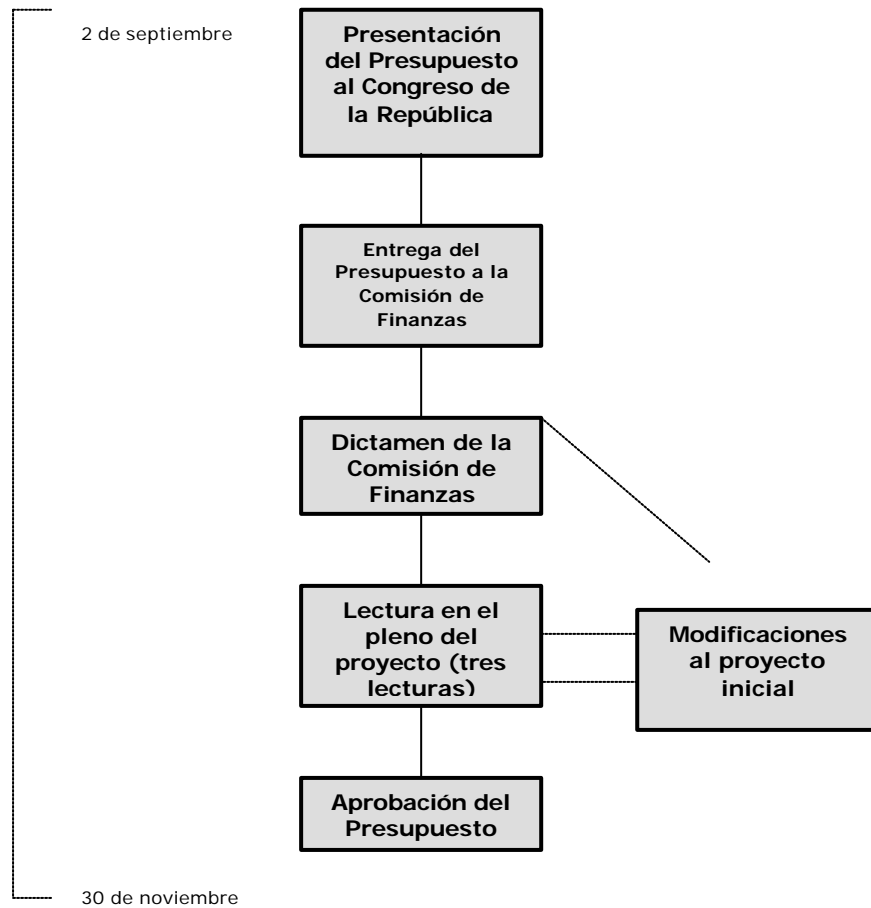 2 de septiembre
Presentación
del Presupuesto
al Congreso de
la República
Entrega del
Presupuesto a la
Comisión de
Finanzas
Dictamen de la
Comisión de
Finanzas
Lectura en el
pleno del
proyecto (tres
lecturas)
Modificaciones
al proyecto
inicial
Aprobación del
Presupuesto
30 de noviembre